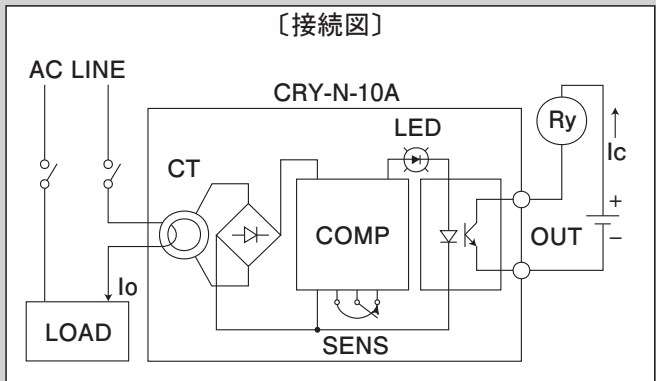 〔接続図〕
AC LINE
CRY-N-10A
LED
Ry
Ic
CT
+
COMP
OUT
−
Io
LOAD
SENS